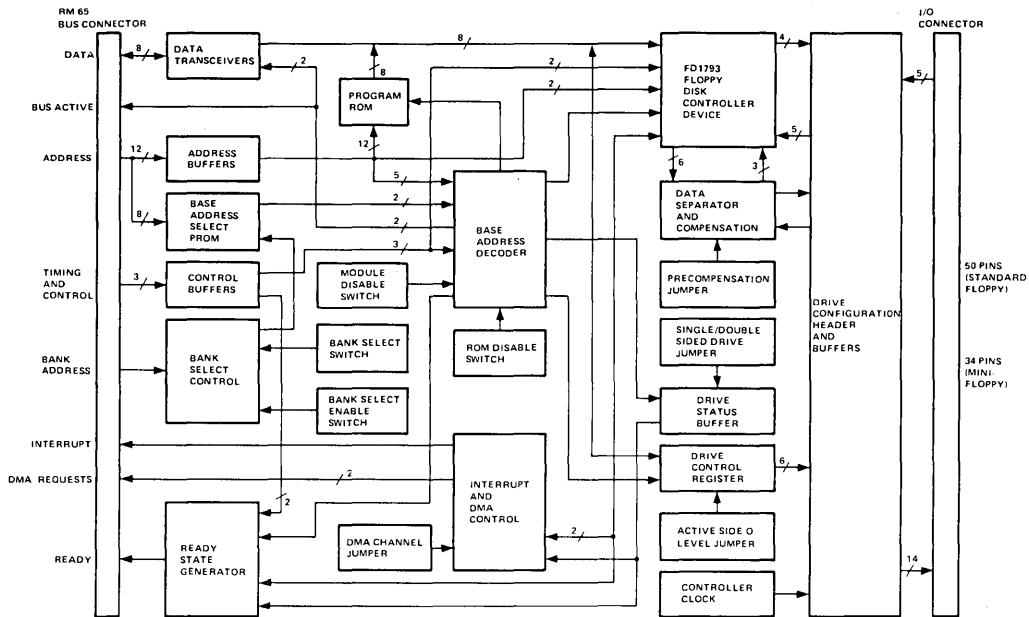 RM 65
BUS CONNECTOR
I/O
CONNECTOR
DATA
8
DATA
TRANSCEIVERS
2
8
8
PROGRAM
ROM
2
2
FD1793
FLOPPY
DISK
CONTROLLER
DEVICE
4
5
5
BUS ACTIVE
ADDRESS
12
ADDRESS
BUFFERS
12
6
3
8
BASE
ADDRESS
SELECT
PROM
5
2
2
3
BASE
ADDRESS
DECODER
DATA
SEPARATOR
AND
COMPENSATION
TIMING
AND
CONTROL
3
CONTROL
BUFFERS
MODULE
DISABLE
SWITCH
PRECOMPENSATION
JUMPER
50 PINS
(STANDARD
FLOPPY)
DRIVE
CONFIGURATION
HEADER
AND
BUFFERS
BANK
ADDRESS
BANK
SELECT
CONTROL
BANK SELECT
SWITCH
ROM DISABLE
SWITCH
SINGLE/DOUBLE
SIDED DRIVE
JUMPER
34 PINS
(MINI-
FLOPPY)
BANK SELECT
ENABLE
SWITCH
DRIVE
STATUS
BUFFER
INTERRUPT
DMA REQUESTS
2
2
INTERRUPT
AND
DMA
CONTROL
DRIVE
CONTROL
REGISTER
6
READY
READY
STATE
GENERATOR
DMA CHANNEL
JUMPER
2
ACTIVE SIDE O
LEVEL JUMPER
CONTROLLER
CLOCK
14